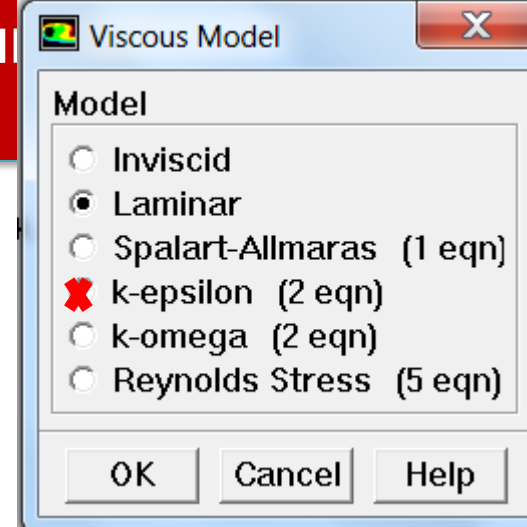 Viscous Model
Model
Inviscid
Laminar
Spalart-Allmaras (1 eqn)
k-epsilon (2 eqn)
k-omega (2 eqn)
Reynolds Stress (5 eqn)
OK Cancel Help